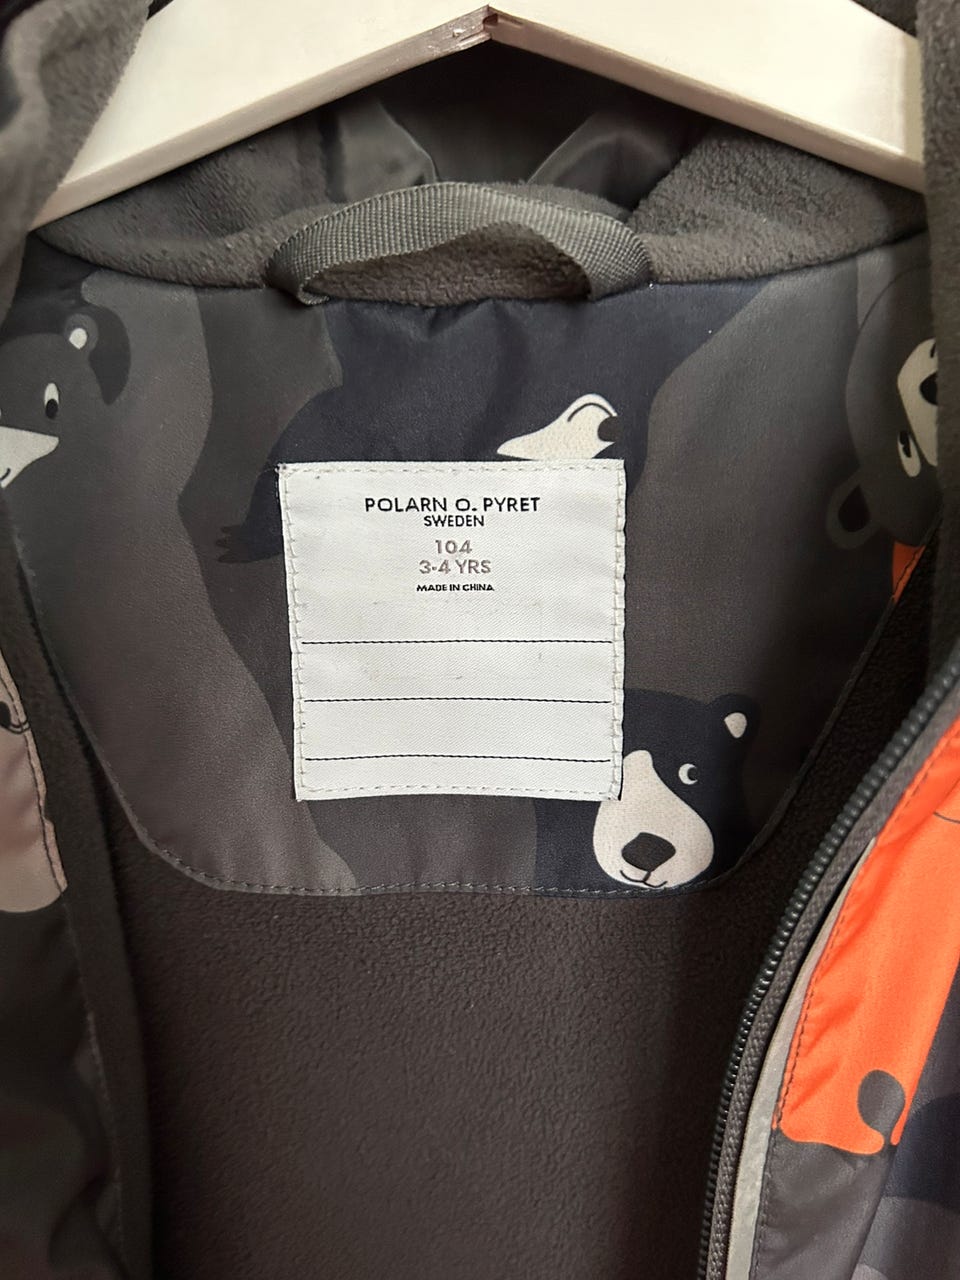 POLARN O. PYRET
SWEDEN
104
3-4 YRS
MADE IN CHINA